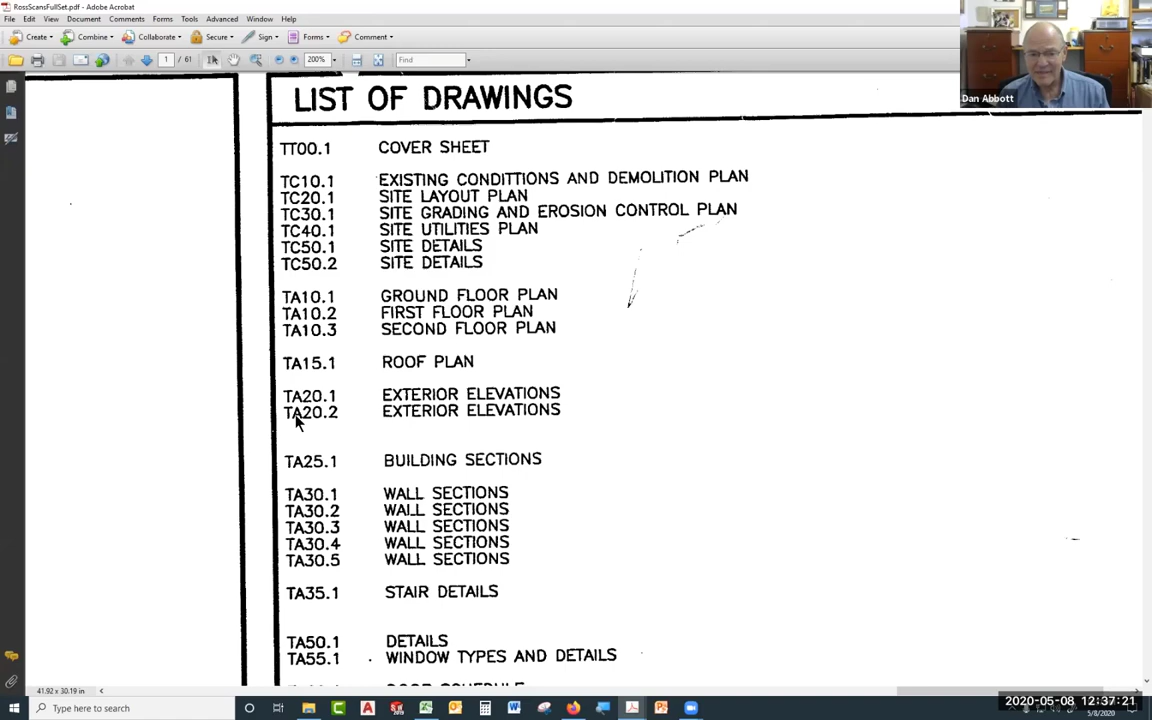 RossScansFullSet.pdf - Adobe Acrobat
File Edit View Document Comments Forms Tools Advanced Window Help
Create Combine Collaborate Secure Sign Forms Comment
1 / 61 200% Find
Dan Abbott
LIST OF DRAWINGS
TT00.1 COVER SHEET
TC10.1 EXISTING CONDITIONS AND DEMOLITION PLAN
TC20.1 SITE LAYOUT PLAN
TC30.1 SITE GRADING AND EROSION CONTROL PLAN
TC40.1 SITE UTILITIES PLAN
TC50.1 SITE DETAILS
TC50.2 SITE DETAILS
TA10.1 GROUND FLOOR PLAN
TA10.2 FIRST FLOOR PLAN
TA10.3 SECOND FLOOR PLAN
TA15.1 ROOF PLAN
TA20.1 EXTERIOR ELEVATIONS
TA20.2 EXTERIOR ELEVATIONS
TA25.1 BUILDING SECTIONS
TA30.1 WALL SECTIONS
TA30.2 WALL SECTIONS
TA30.3 WALL SECTIONS
TA30.4 WALL SECTIONS
TA30.5 WALL SECTIONS
TA35.1 STAIR DETAILS
TA50.1 DETAILS
TA55.1 WINDOW TYPES AND DETAILS
41.92 x 30.19 in
Type here to search
2020-05-08 12:37:21
5/8/2020